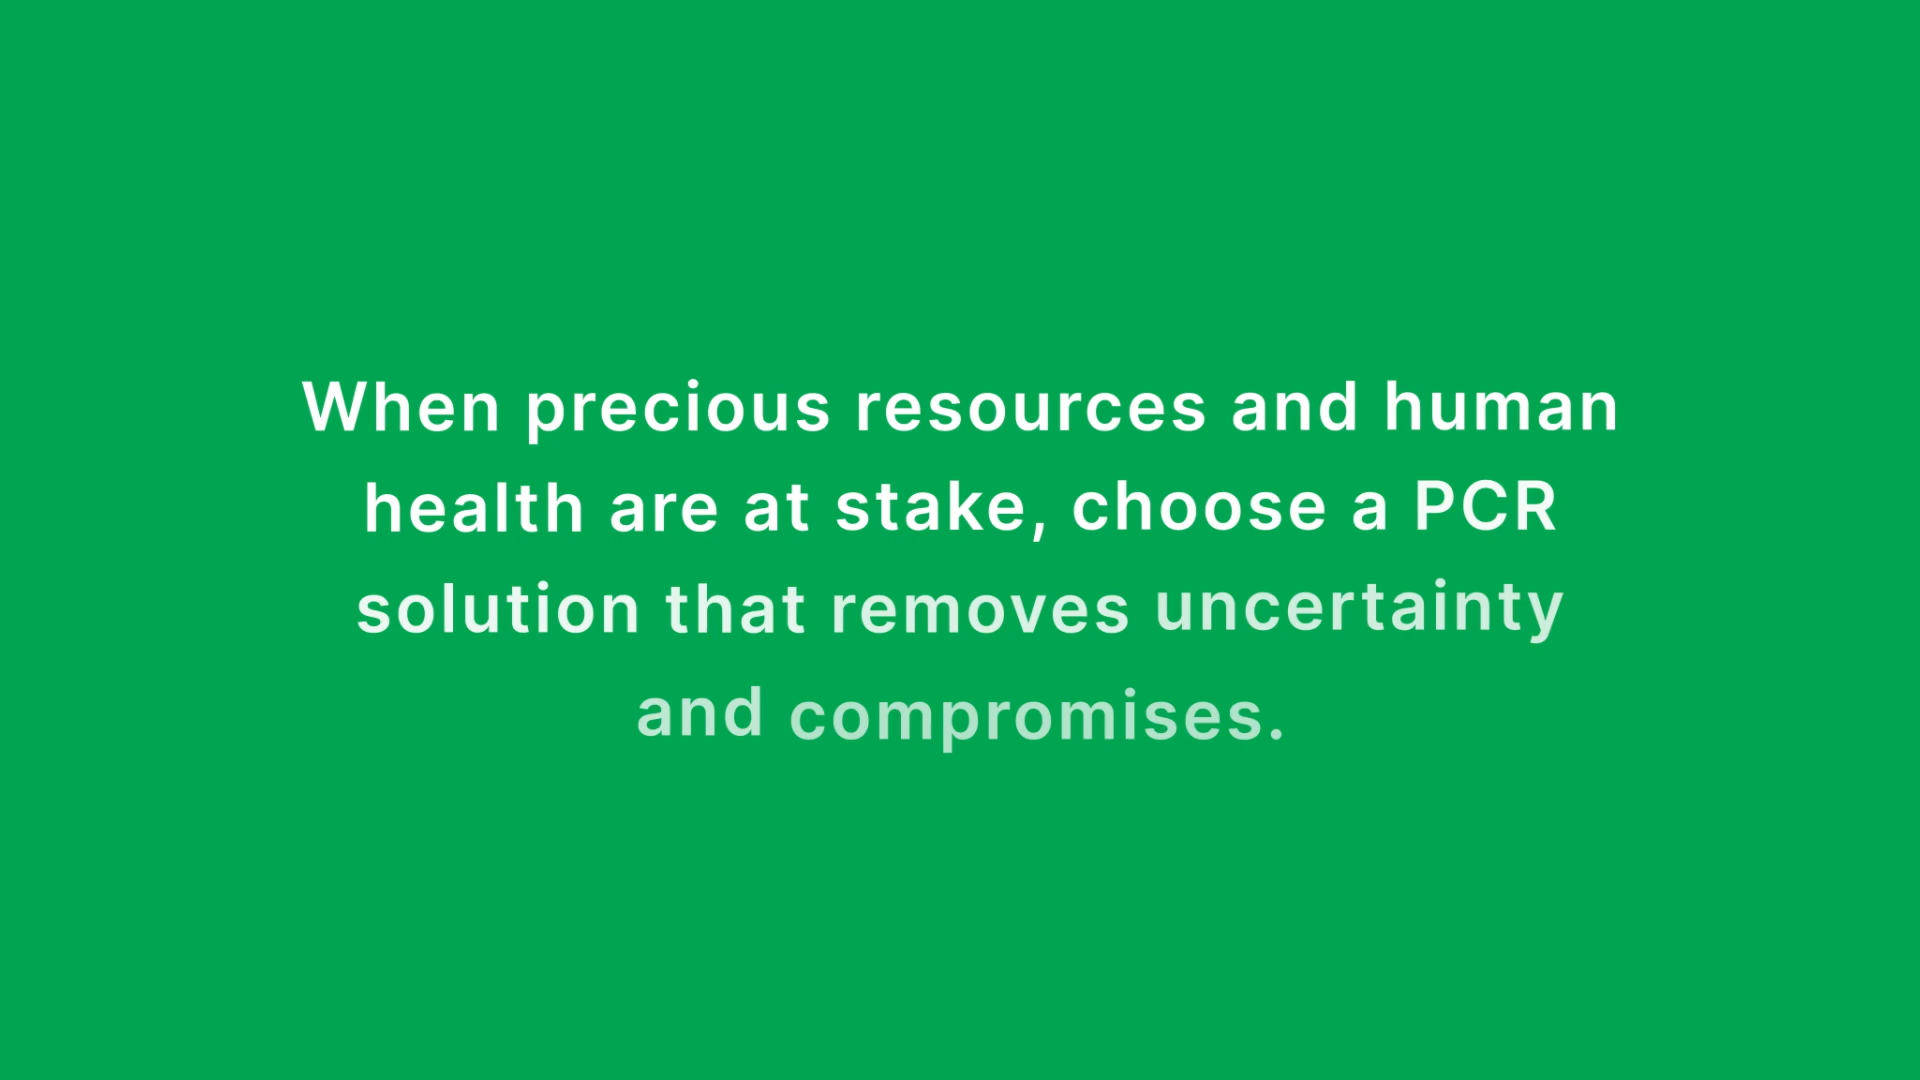 When precious resources and human
health are at stake, choose a PCR
solution that removes uncertainty
and compromises.